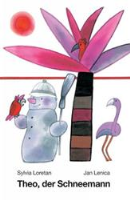 Sylvia Loretan Jan Lenica
Theo, der Schneemann